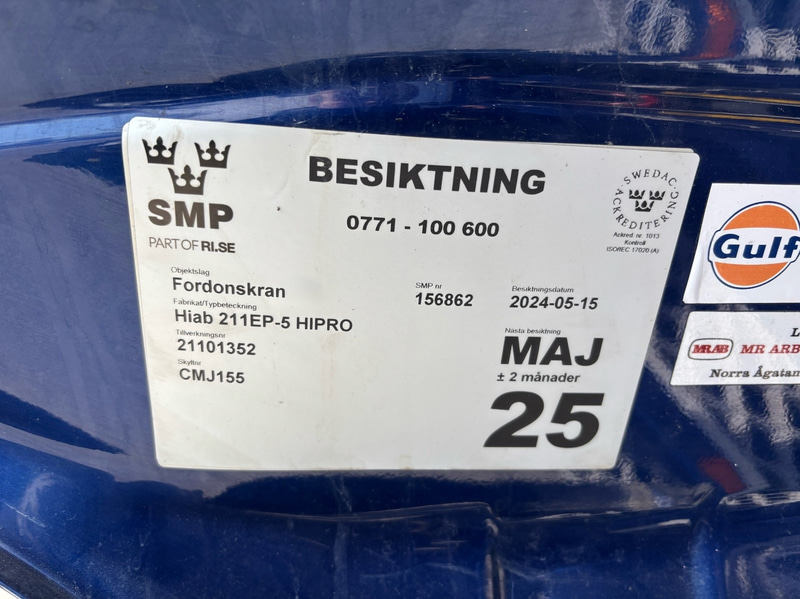 SMP
PART OF RI.SE
BESIKTNING
0771 - 100 600
SWEDAC
ACKREDITERING
Ackred. nr. 1013
Kontroll
ISO/IEC 17020 (A)
Objektslag
Fordonskran
Fabrikat/Typbeteckning
Hiab 211EP-5 HIPRO
Tillverkningsnr
21101352
Skyltnr
CMJ155
SMP nr
156862
Besiktningsdatum
2024-05-15
Nästa besiktning
MAJ
± 2 månader
25
Gulf
MRAB
MR ARB
Norra Ågatan